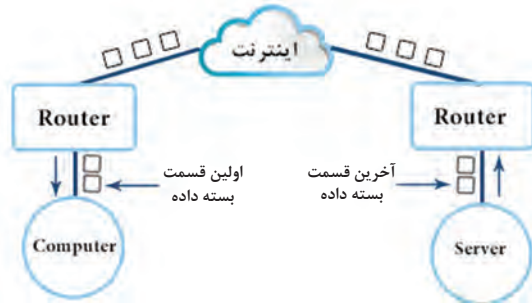 اینترنت
Router
Router
اولین قسمت
بسته داده
آخرین قسمت
بسته داده
Computer
Server